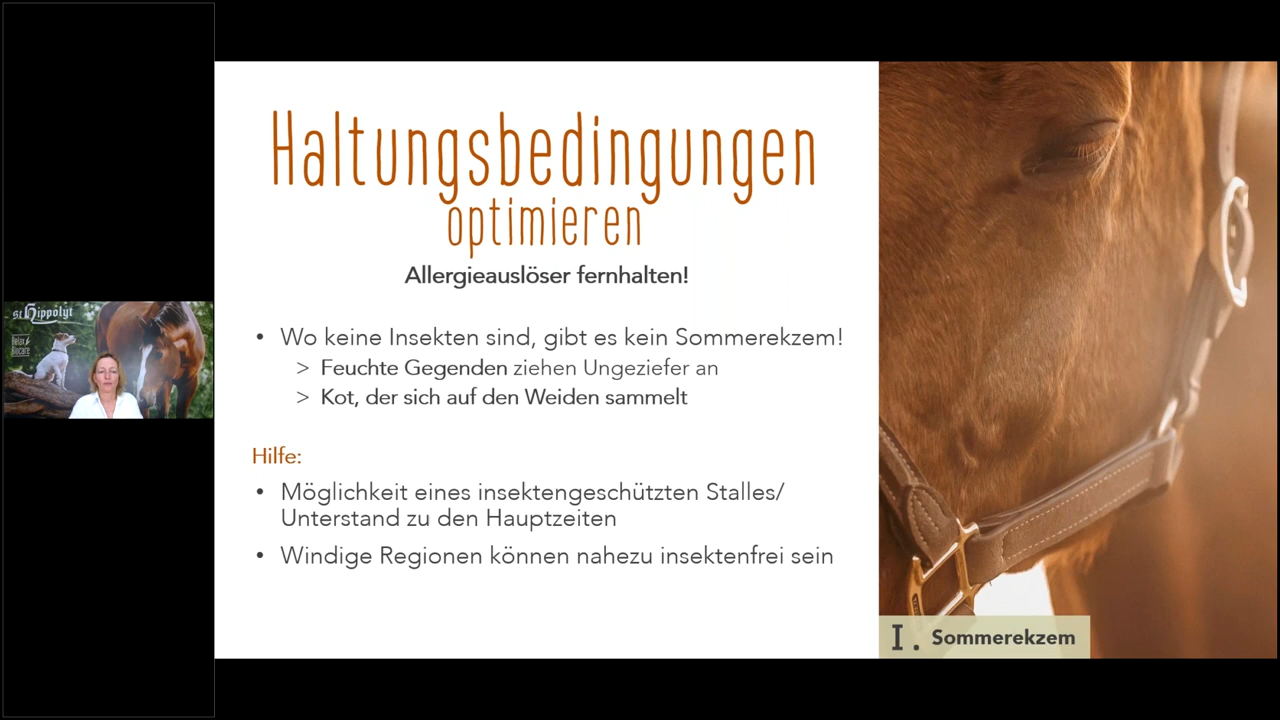 Haltungsbedingungen
optimieren
Allergieauslöser fernhalten!
• Wo keine Insekten sind, gibt es kein Sommerekzem!
> Feuchte Gegenden ziehen Ungeziefer an
> Kot, der sich auf den Weiden sammelt
Hilfe:
• Möglichkeit eines insektengeschützten Stalles/
Unterstand zu den Hauptzeiten
• Windige Regionen können nahezu insektenfrei sein
I. Sommerekzem
St. Hippolyt
Relax
Biocare